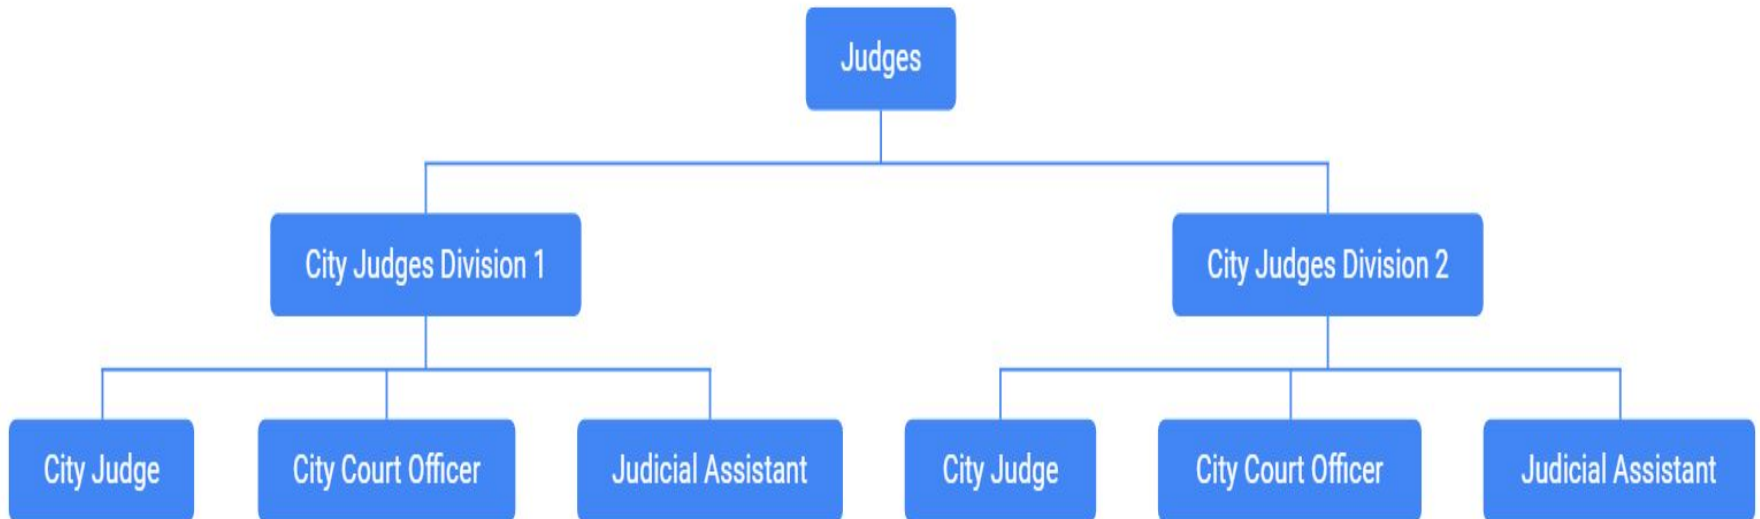 Judges
City Judges Division 1
City Judges Division 2
City Judge
City Court Officer
Judicial Assistant
City Judge
City Court Officer
Judicial Assistant